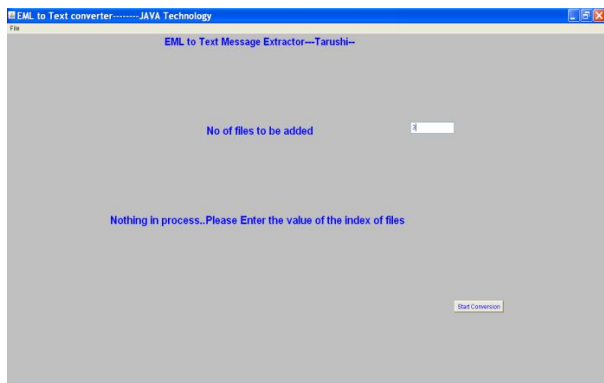 EML to Text converter--------JAVA Technology
File
EML to Text Message Extractor---Tarushi--
No of files to be added
3
Nothing in process..Please Enter the value of the index of files
Start Conversion